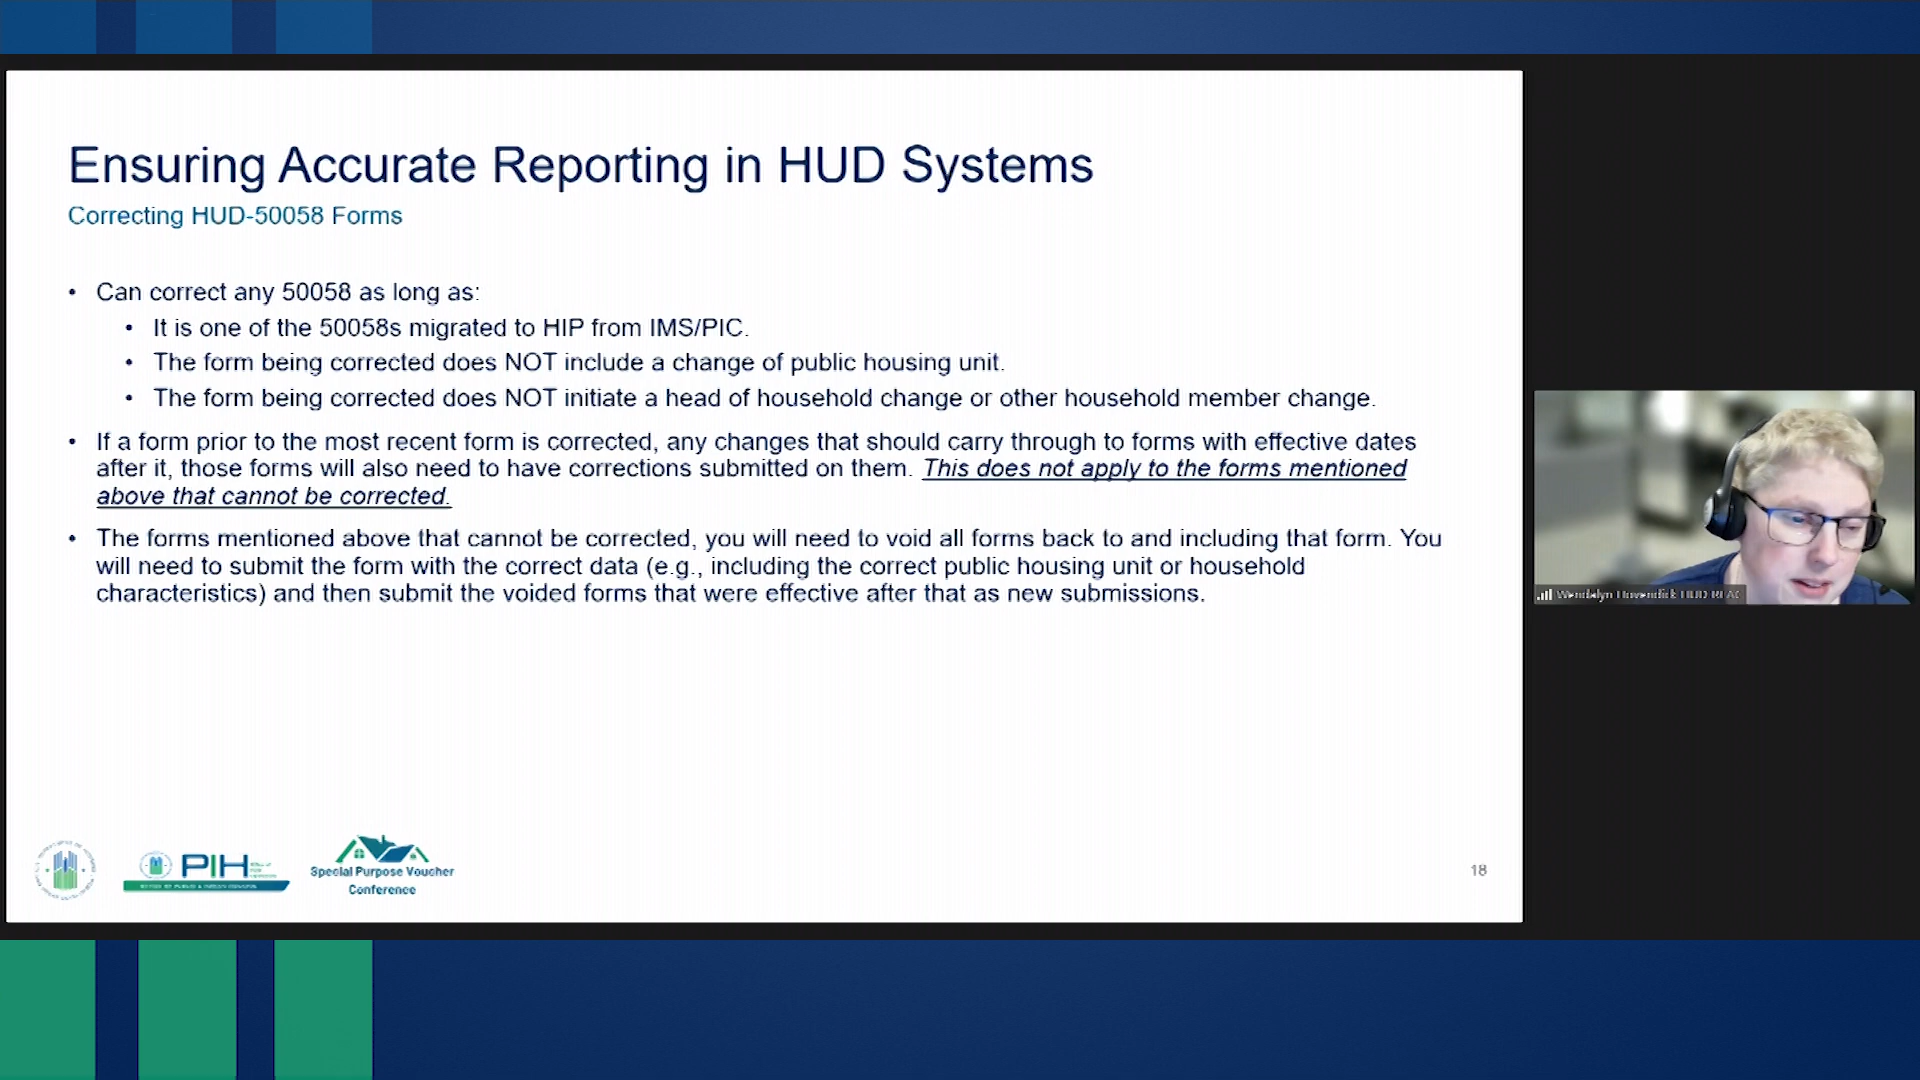 Ensuring Accurate Reporting in HUD Systems
Correcting HUD-50058 Forms
• Can correct any 50058 as long as:
• It is one of the 50058s migrated to HIP from IMS/PIC.
• The form being corrected does NOT include a change of public housing unit.
• The form being corrected does NOT initiate a head of household change or other household member change.
• If a form prior to the most recent form is corrected, any changes that should carry through to forms with effective dates
after it, those forms will also need to have corrections submitted on them. This does not apply to the forms mentioned
above that cannot be corrected.
• The forms mentioned above that cannot be corrected, you will need to void all forms back to and including that form. You
will need to submit the form with the correct data (e.g., including the correct public housing unit or household
characteristics) and then submit the voided forms that were effective after that as new submissions.
Wendalyn Hovendick HUD REAC
PIH
Special Purpose Voucher
Conference
18